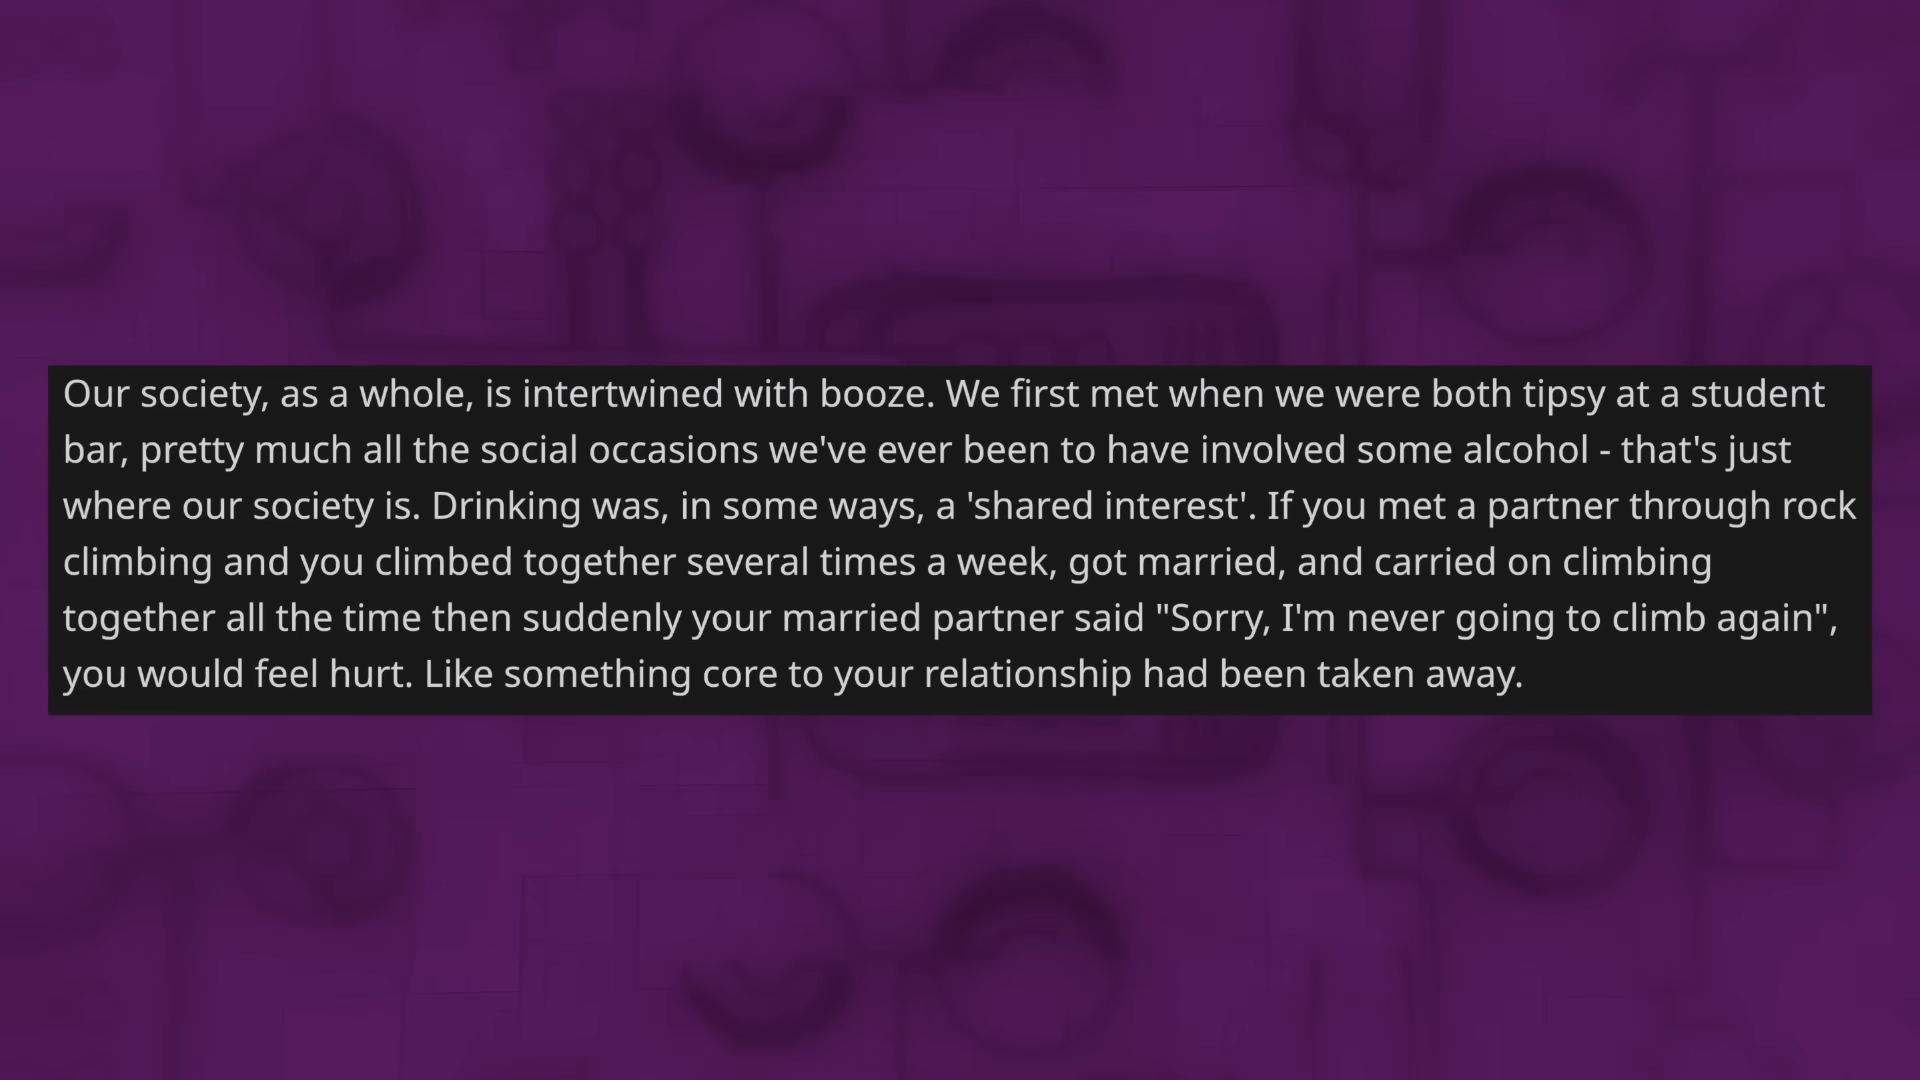 Our society, as a whole, is intertwined with booze. We first met when we were both tipsy at a student
bar, pretty much all the social occasions we've ever been to have involved some alcohol - that's just
where our society is. Drinking was, in some ways, a 'shared interest'. If you met a partner through rock
climbing and you climbed together several times a week, got married, and carried on climbing
together all the time then suddenly your married partner said "Sorry, I'm never going to climb again",
you would feel hurt. Like something core to your relationship had been taken away.